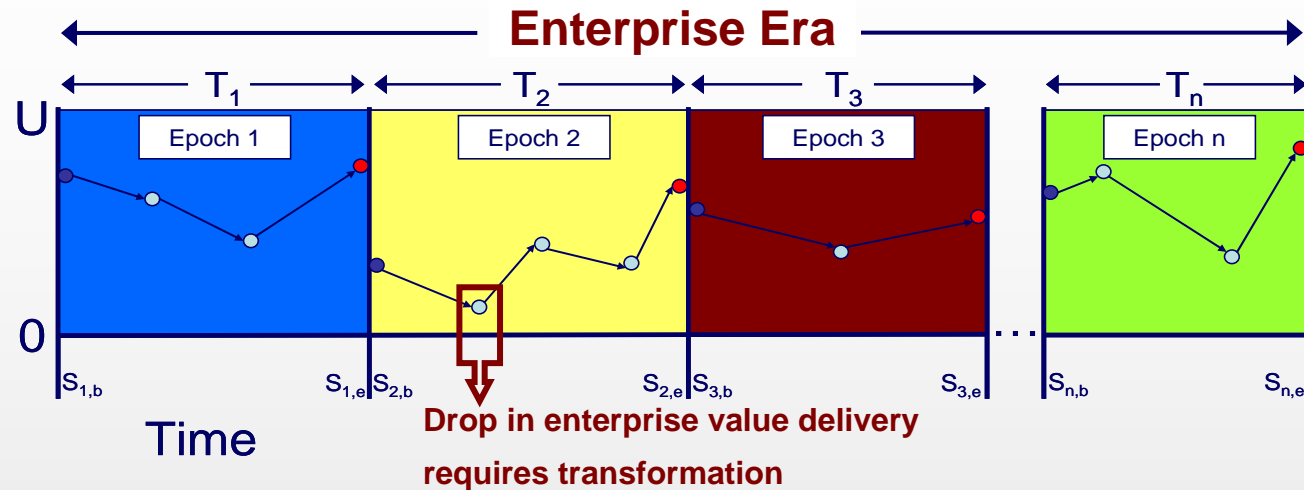 Enterprise Era
T₁ T₂ T₃ Tₙ
U
Epoch 1 Epoch 2 Epoch 3 Epoch n
0
...
S₁,b S₁,e S₂,b S₂,e S₃,b S₃,e Sₙ,b Sₙ,e
Time
Drop in enterprise value delivery
requires transformation